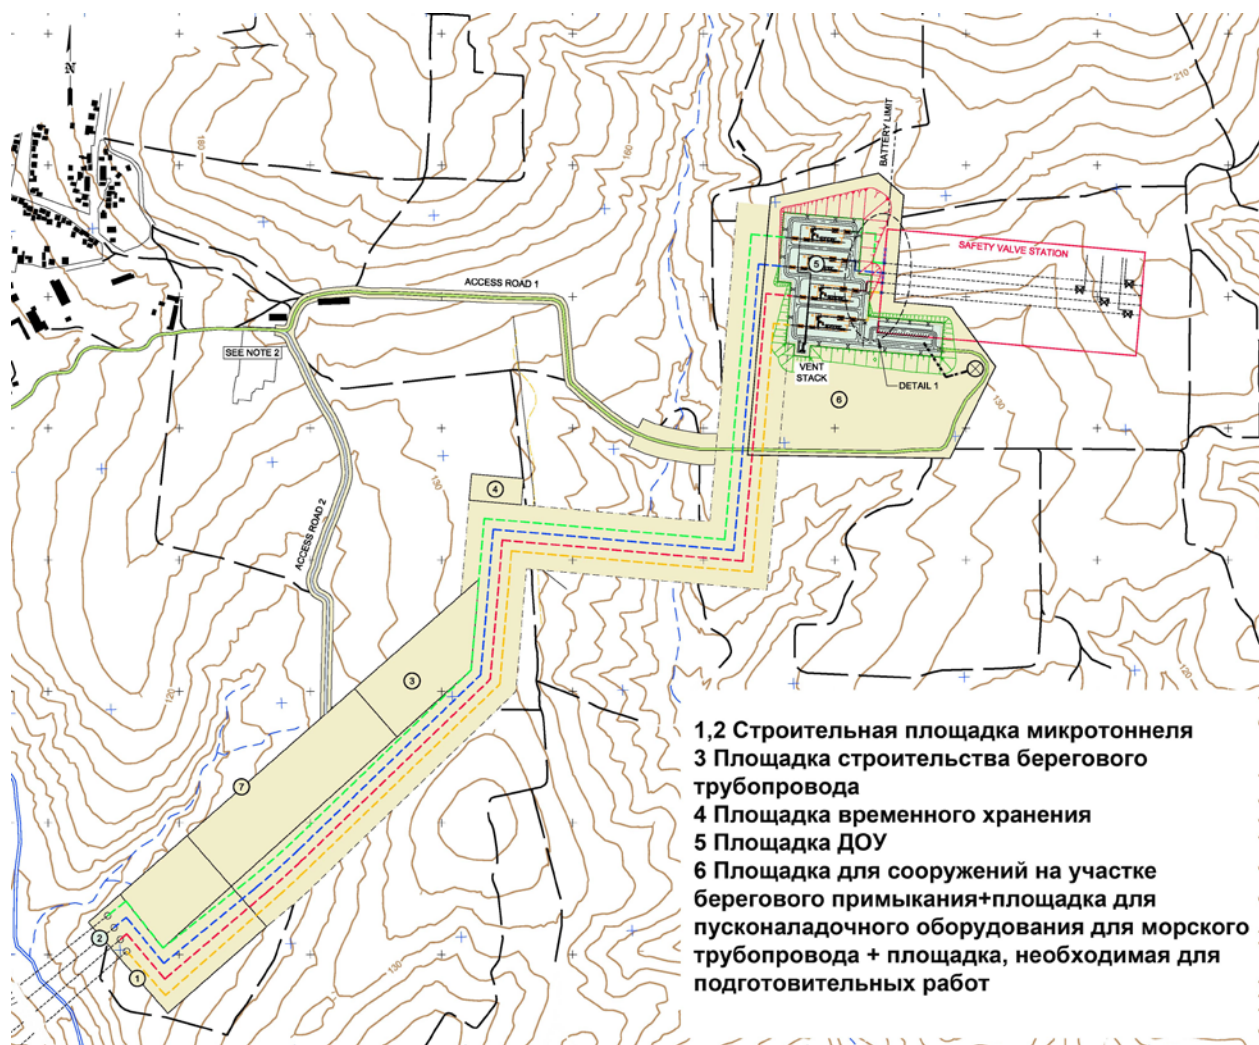 N
180
160
210
BATTERY LIMIT
SAFETY VALVE STATION
ACCESS ROAD 1
5
SEE NOTE 2
VENT
STACK
DETAIL 1
6
130
130
4
ACCESS ROAD 2
3
120
120
7
2
1
130
1,2 Строительная площадка микротоннеля
3 Площадка строительства берегового
трубопровода
4 Площадка временного хранения
5 Площадка ДОУ
6 Площадка для сооружений на участке
берегового примыкания+площадка для
пусконаладочного оборудования для морского
трубопровода + площадка, необходимая для
подготовительных работ